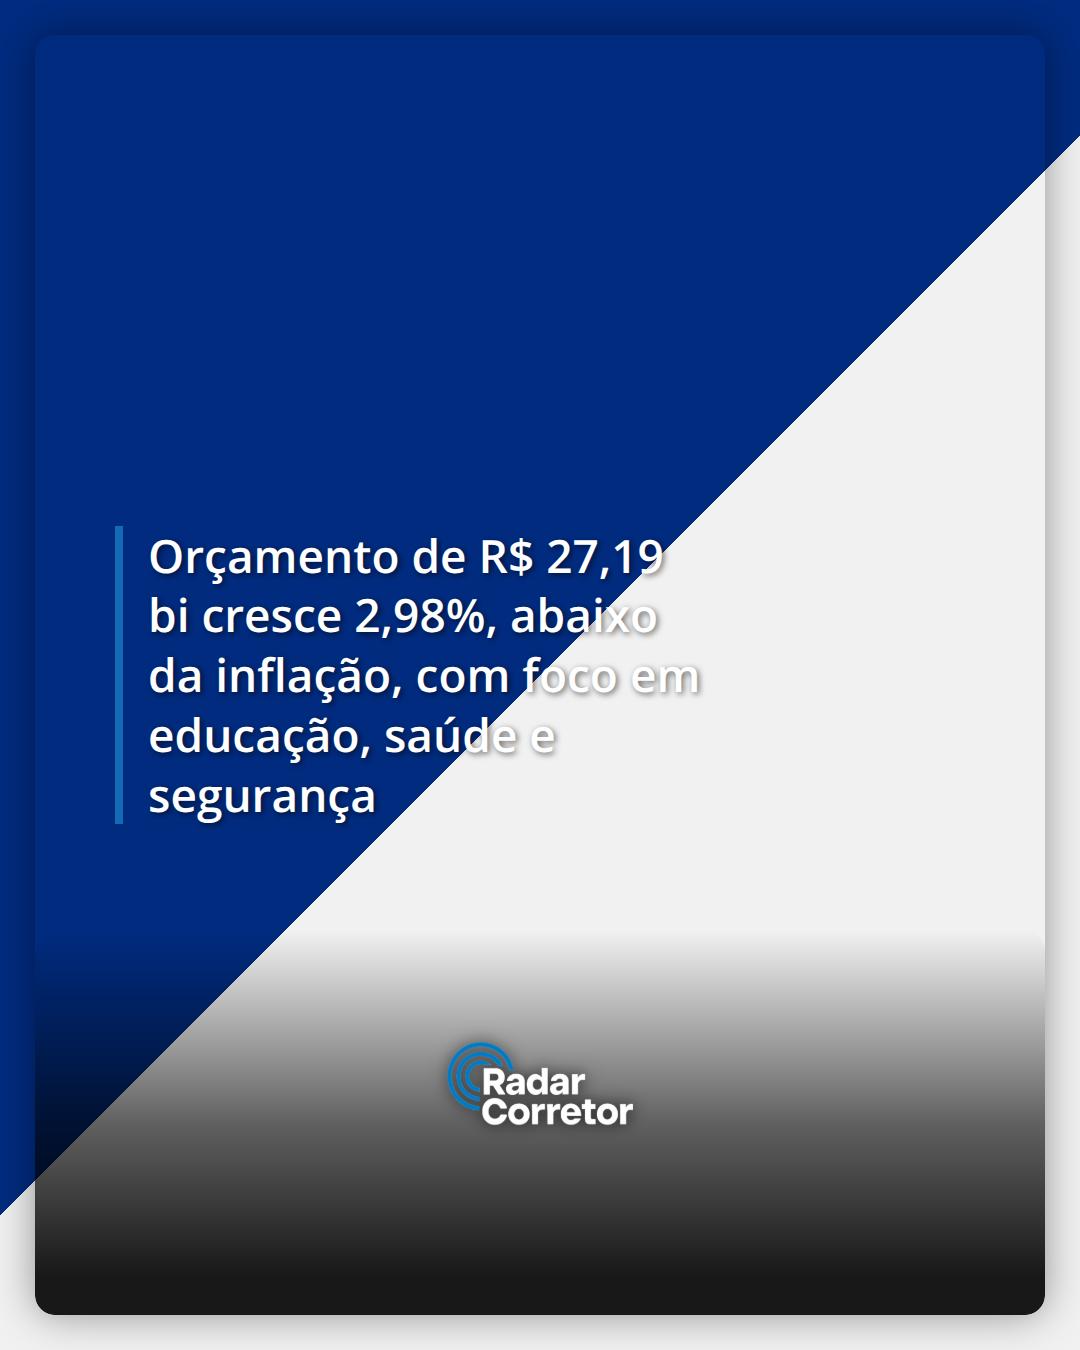 Orçamento de R$ 27,19
bi cresce 2,98%, abaixo
da inflação, com foco em
educação, saúde e
segurança
Radar
Corretor